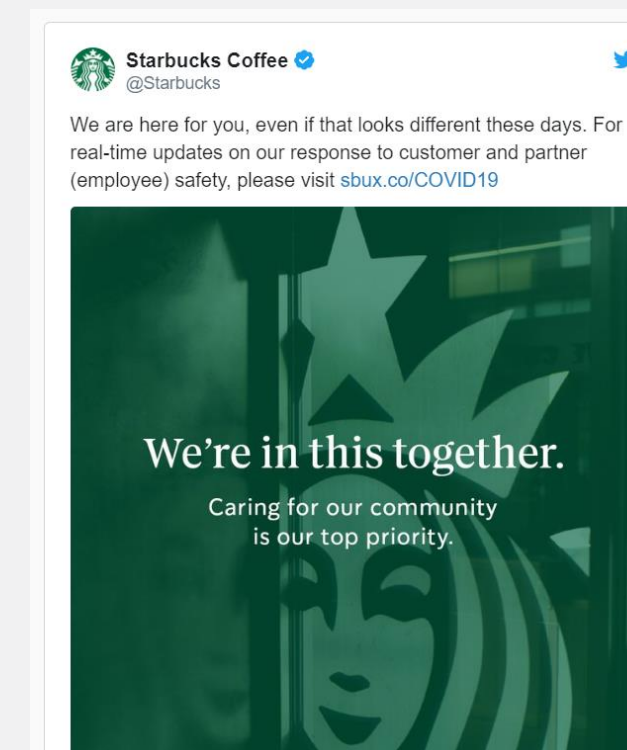 Starbucks Coffee
@Starbucks
We are here for you, even if that looks different these days. For
real-time updates on our response to customer and partner
(employee) safety, please visit sbux.co/COVID19
We're in this together.
Caring for our community
is our top priority.